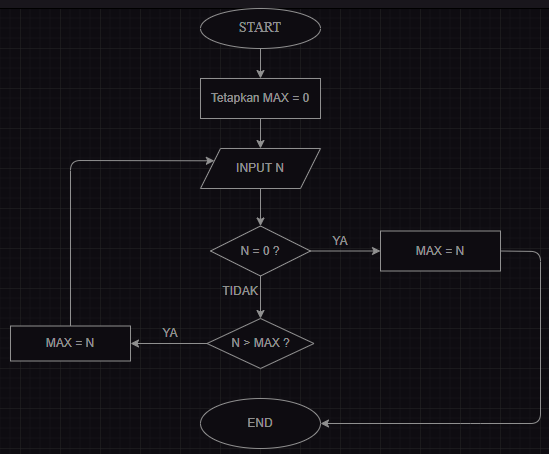 START
Tetapkan MAX = 0
INPUT N
N = 0 ?
YA
MAX = N
TIDAK
MAX = N
YA
N > MAX ?
END